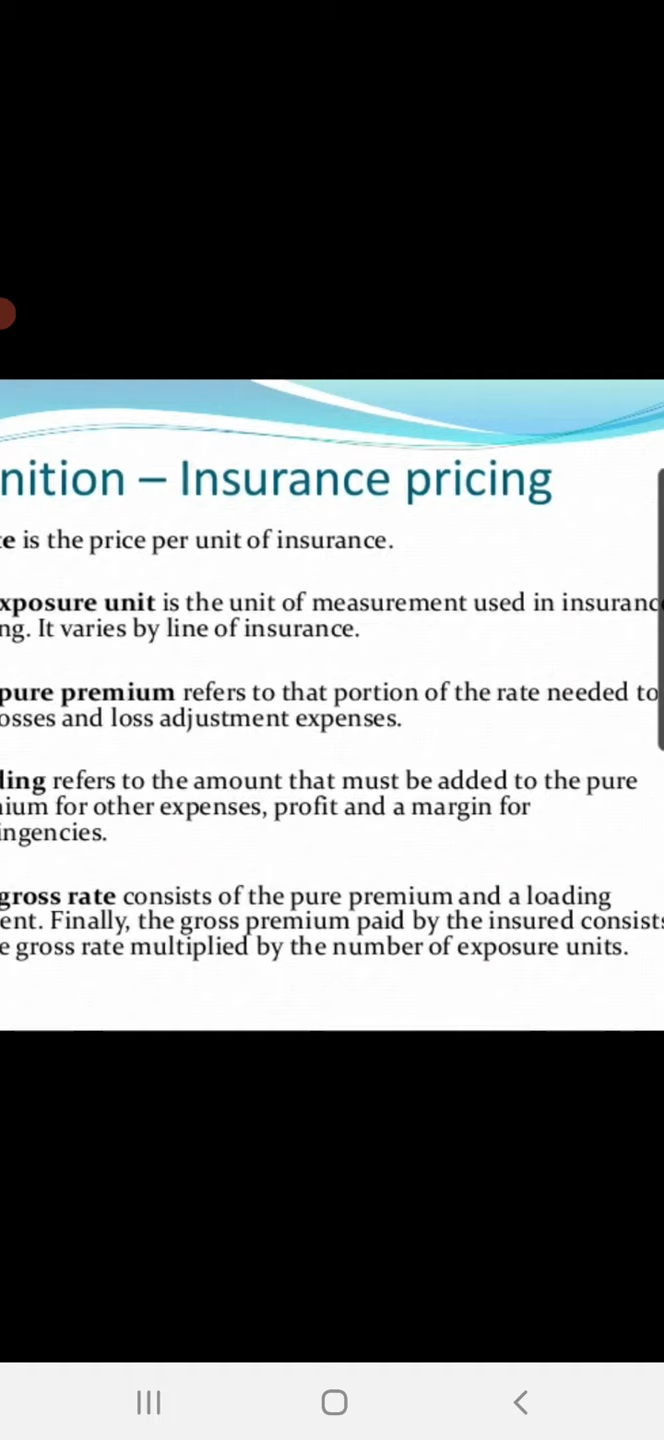 nition – Insurance pricing
te is the price per unit of insurance.
xposure unit is the unit of measurement used in insuranc
ng. It varies by line of insurance.
pure premium refers to that portion of the rate needed to
osses and loss adjustment expenses.
ding refers to the amount that must be added to the pure
ium for other expenses, profit and a margin for
ingencies.
gross rate consists of the pure premium and a loading
ent. Finally, the gross premium paid by the insured consists
e gross rate multiplied by the number of exposure units.